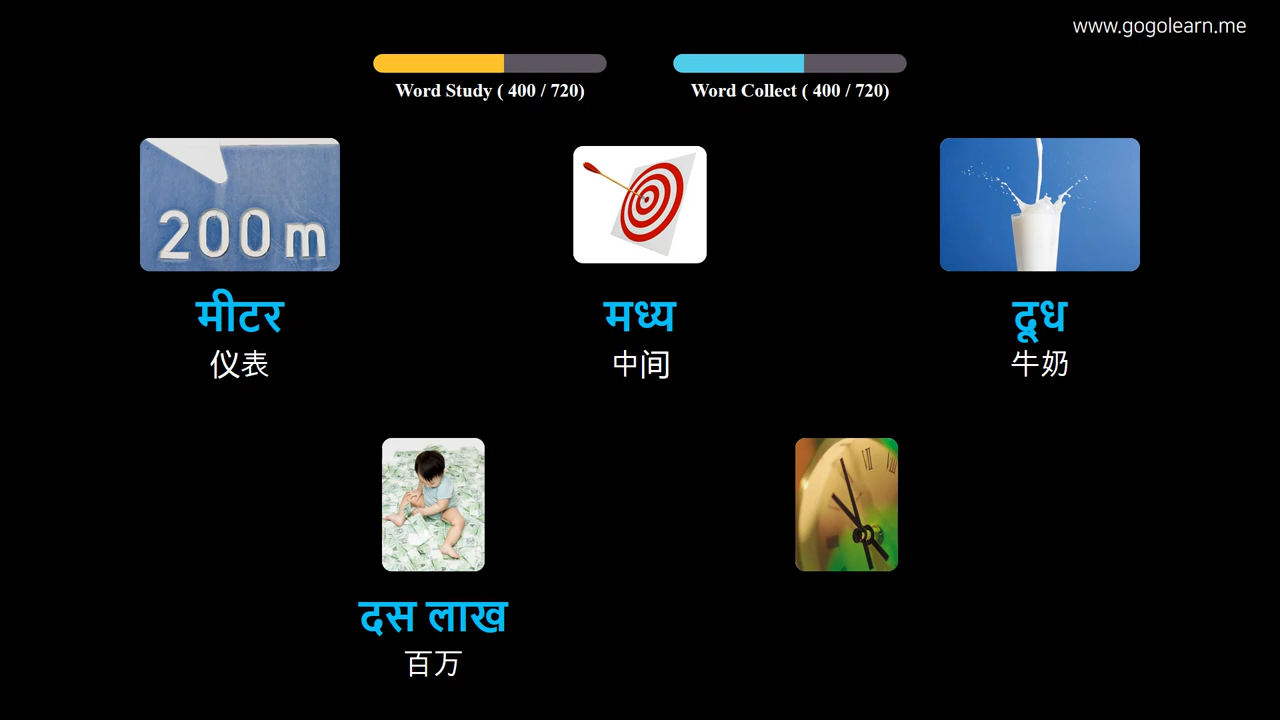 www.gogolearn.me
Word Study ( 400 / 720)
Word Collect ( 400 / 720)
200 m
मीटर
仪表
मध्य
中间
दूध
牛奶
दस लाख
百万